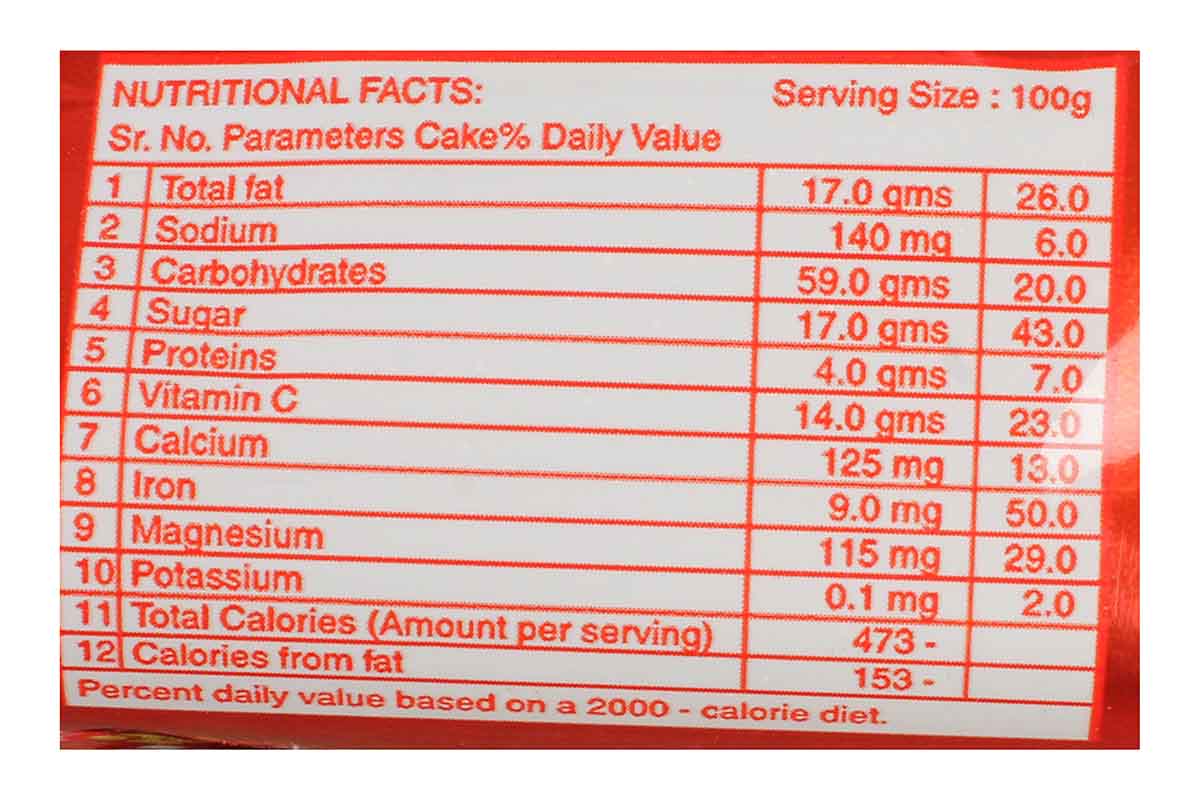 NUTRITIONAL FACTS: Serving Size : 100g
Sr. No. Parameters Cake% Daily Value
1 Total fat 17.0 gms 26.0
2 Sodium 140 mg 6.0
3 Carbohydrates 59.0 gms 20.0
4 Sugar 17.0 gms 43.0
5 Proteins 4.0 gms 7.0
6 Vitamin C 14.0 gms 23.0
7 Calcium 125 mg 13.0
8 Iron 9.0 mg 50.0
9 Magnesium 115 mg 29.0
10 Potassium 0.1 mg 2.0
11 Total Calories (Amount per serving) 473 -
12 Calories from fat 153 -
Percent daily value based on a 2000 - calorie diet.